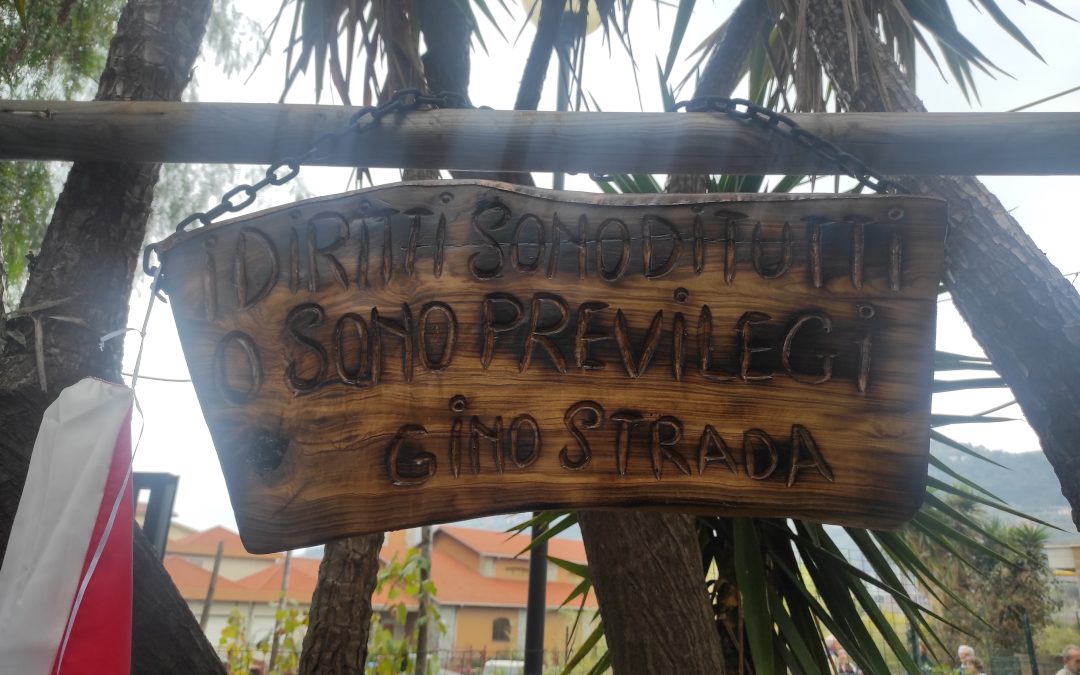 i DiRiTTi SONO Di TUTTi
O SONO PREVilEGi
GiNO STRADA